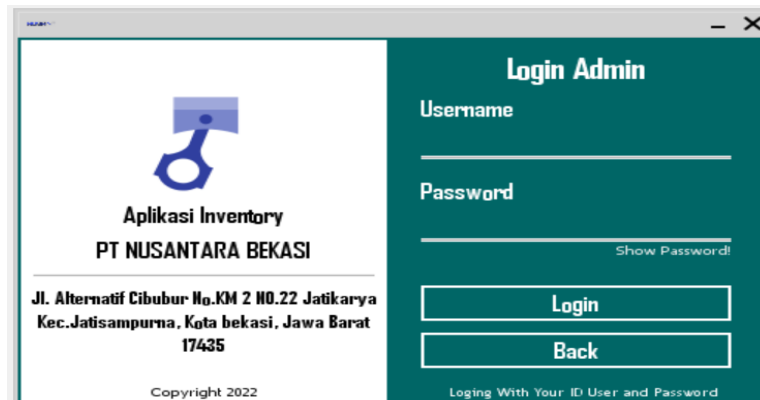 Aplikasi Inventory
PT NUSANTARA BEKASI
Jl. Alternatif Cibubur No.KM 2 NO.22 Jatikarya
Kec.Jatisampurna, Kota bekasi, Jawa Barat
17435
Copyright 2022
Login Admin
Username
Password
Show Password!
Login
Back
Loging With Your ID User and Password